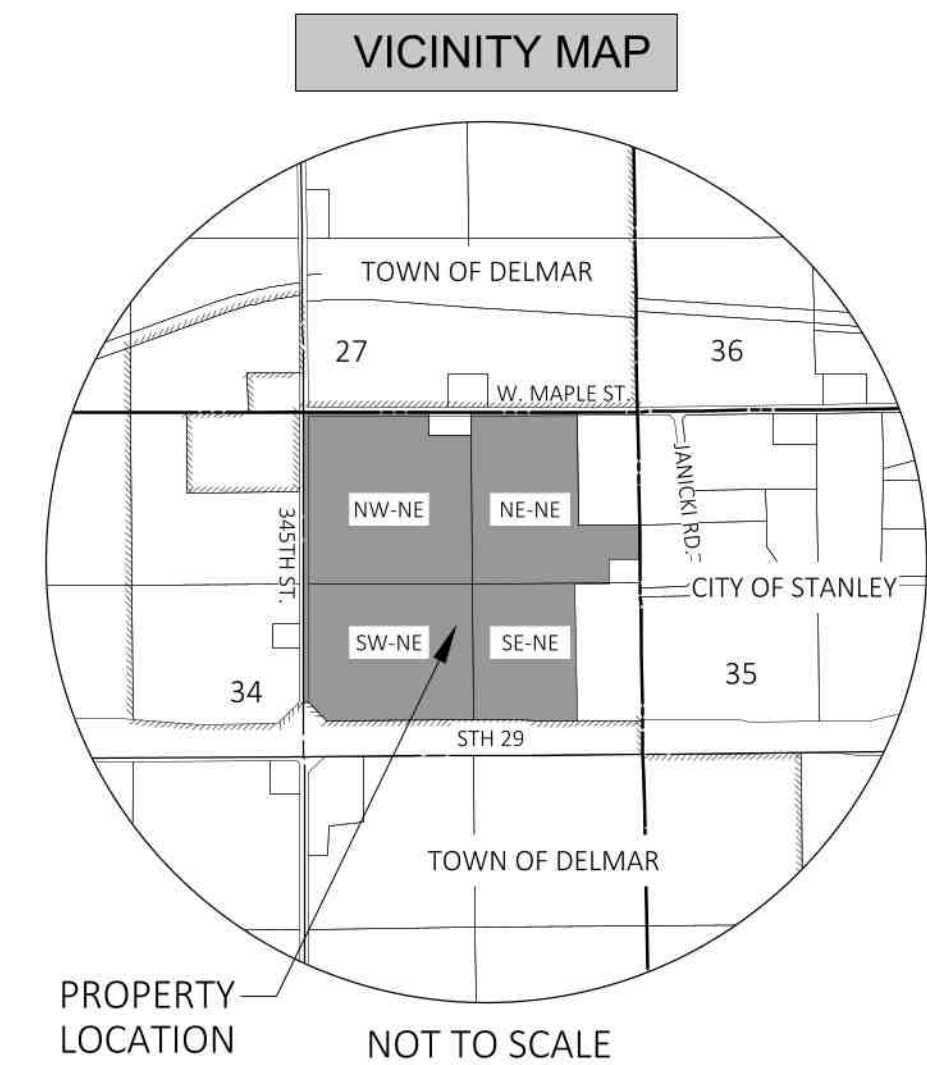 VICINITY MAP
TOWN OF DELMAR
27
36
W. MAPLE ST.
NW-NE
NE-NE
345TH ST.
JANICKI RD.
CITY OF STANLEY
SW-NE
SE-NE
34
35
STH 29
TOWN OF DELMAR
PROPERTY
LOCATION
NOT TO SCALE